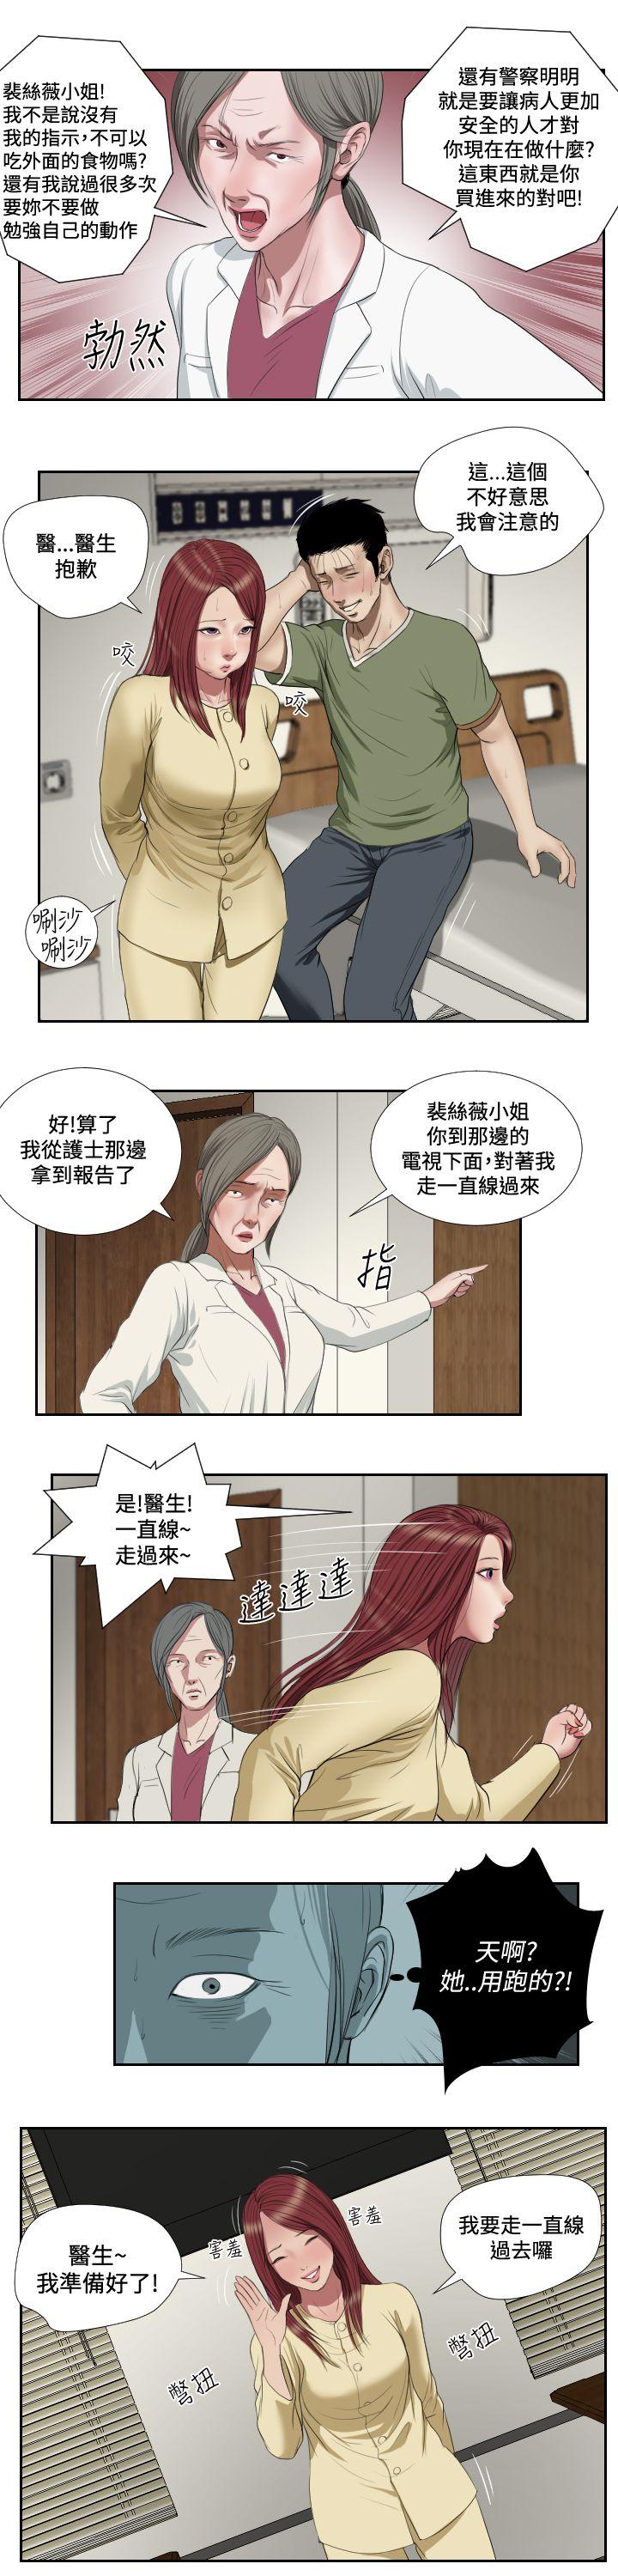 裴絲薇小姐!
我不是說沒有
我的指示，不可以
吃外面的食物嗎?
還有我說過很多次
要妳不要做
勉強自己的動作
還有警察明明
就是要讓病人更加
安全的人才對
你現在在做什麼?
這東西就是你
買進來的對吧!
勃然
醫...醫生
抱歉
這...這個
不好意思
我會注意的
咬
咬
唰沙
唰沙
好!算了
我從護士那邊
拿到報告了
裴絲薇小姐
你到那邊的
電視下面，對著我
走一直線過來
指
是!醫生!
一直線~
走過來~
達達達
天啊?
她..用跑的?!
醫生~
我準備好了!
害羞
害羞
我要走一直線
過去囉
彆扭
彆扭